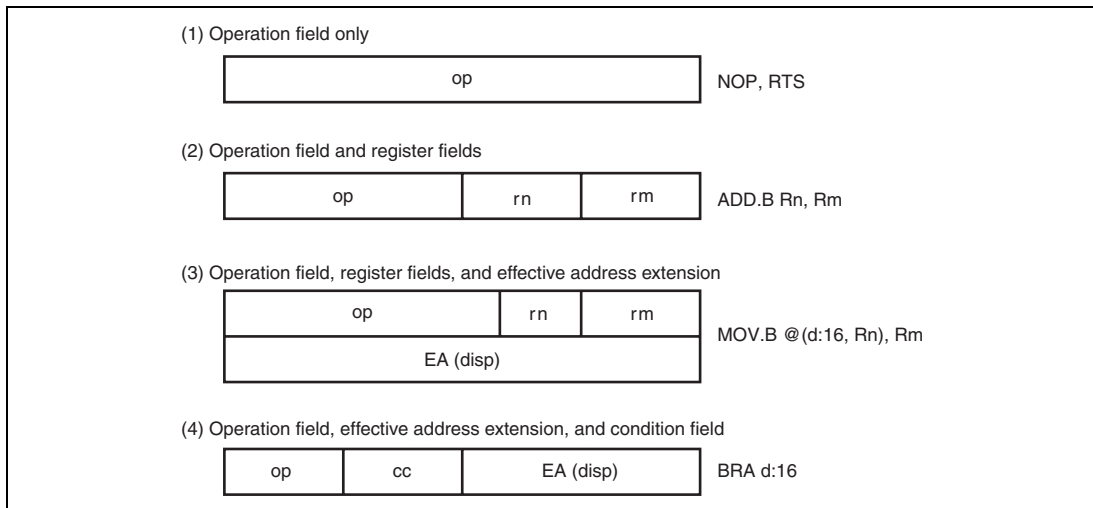 (1) Operation field only
op NOP, RTS
(2) Operation field and register fields
op rn rm ADD.B Rn, Rm
(3) Operation field, register fields, and effective address extension
op rn rm
MOV.B @(d:16, Rn), Rm
EA (disp)
(4) Operation field, effective address extension, and condition field
op cc EA (disp) BRA d:16